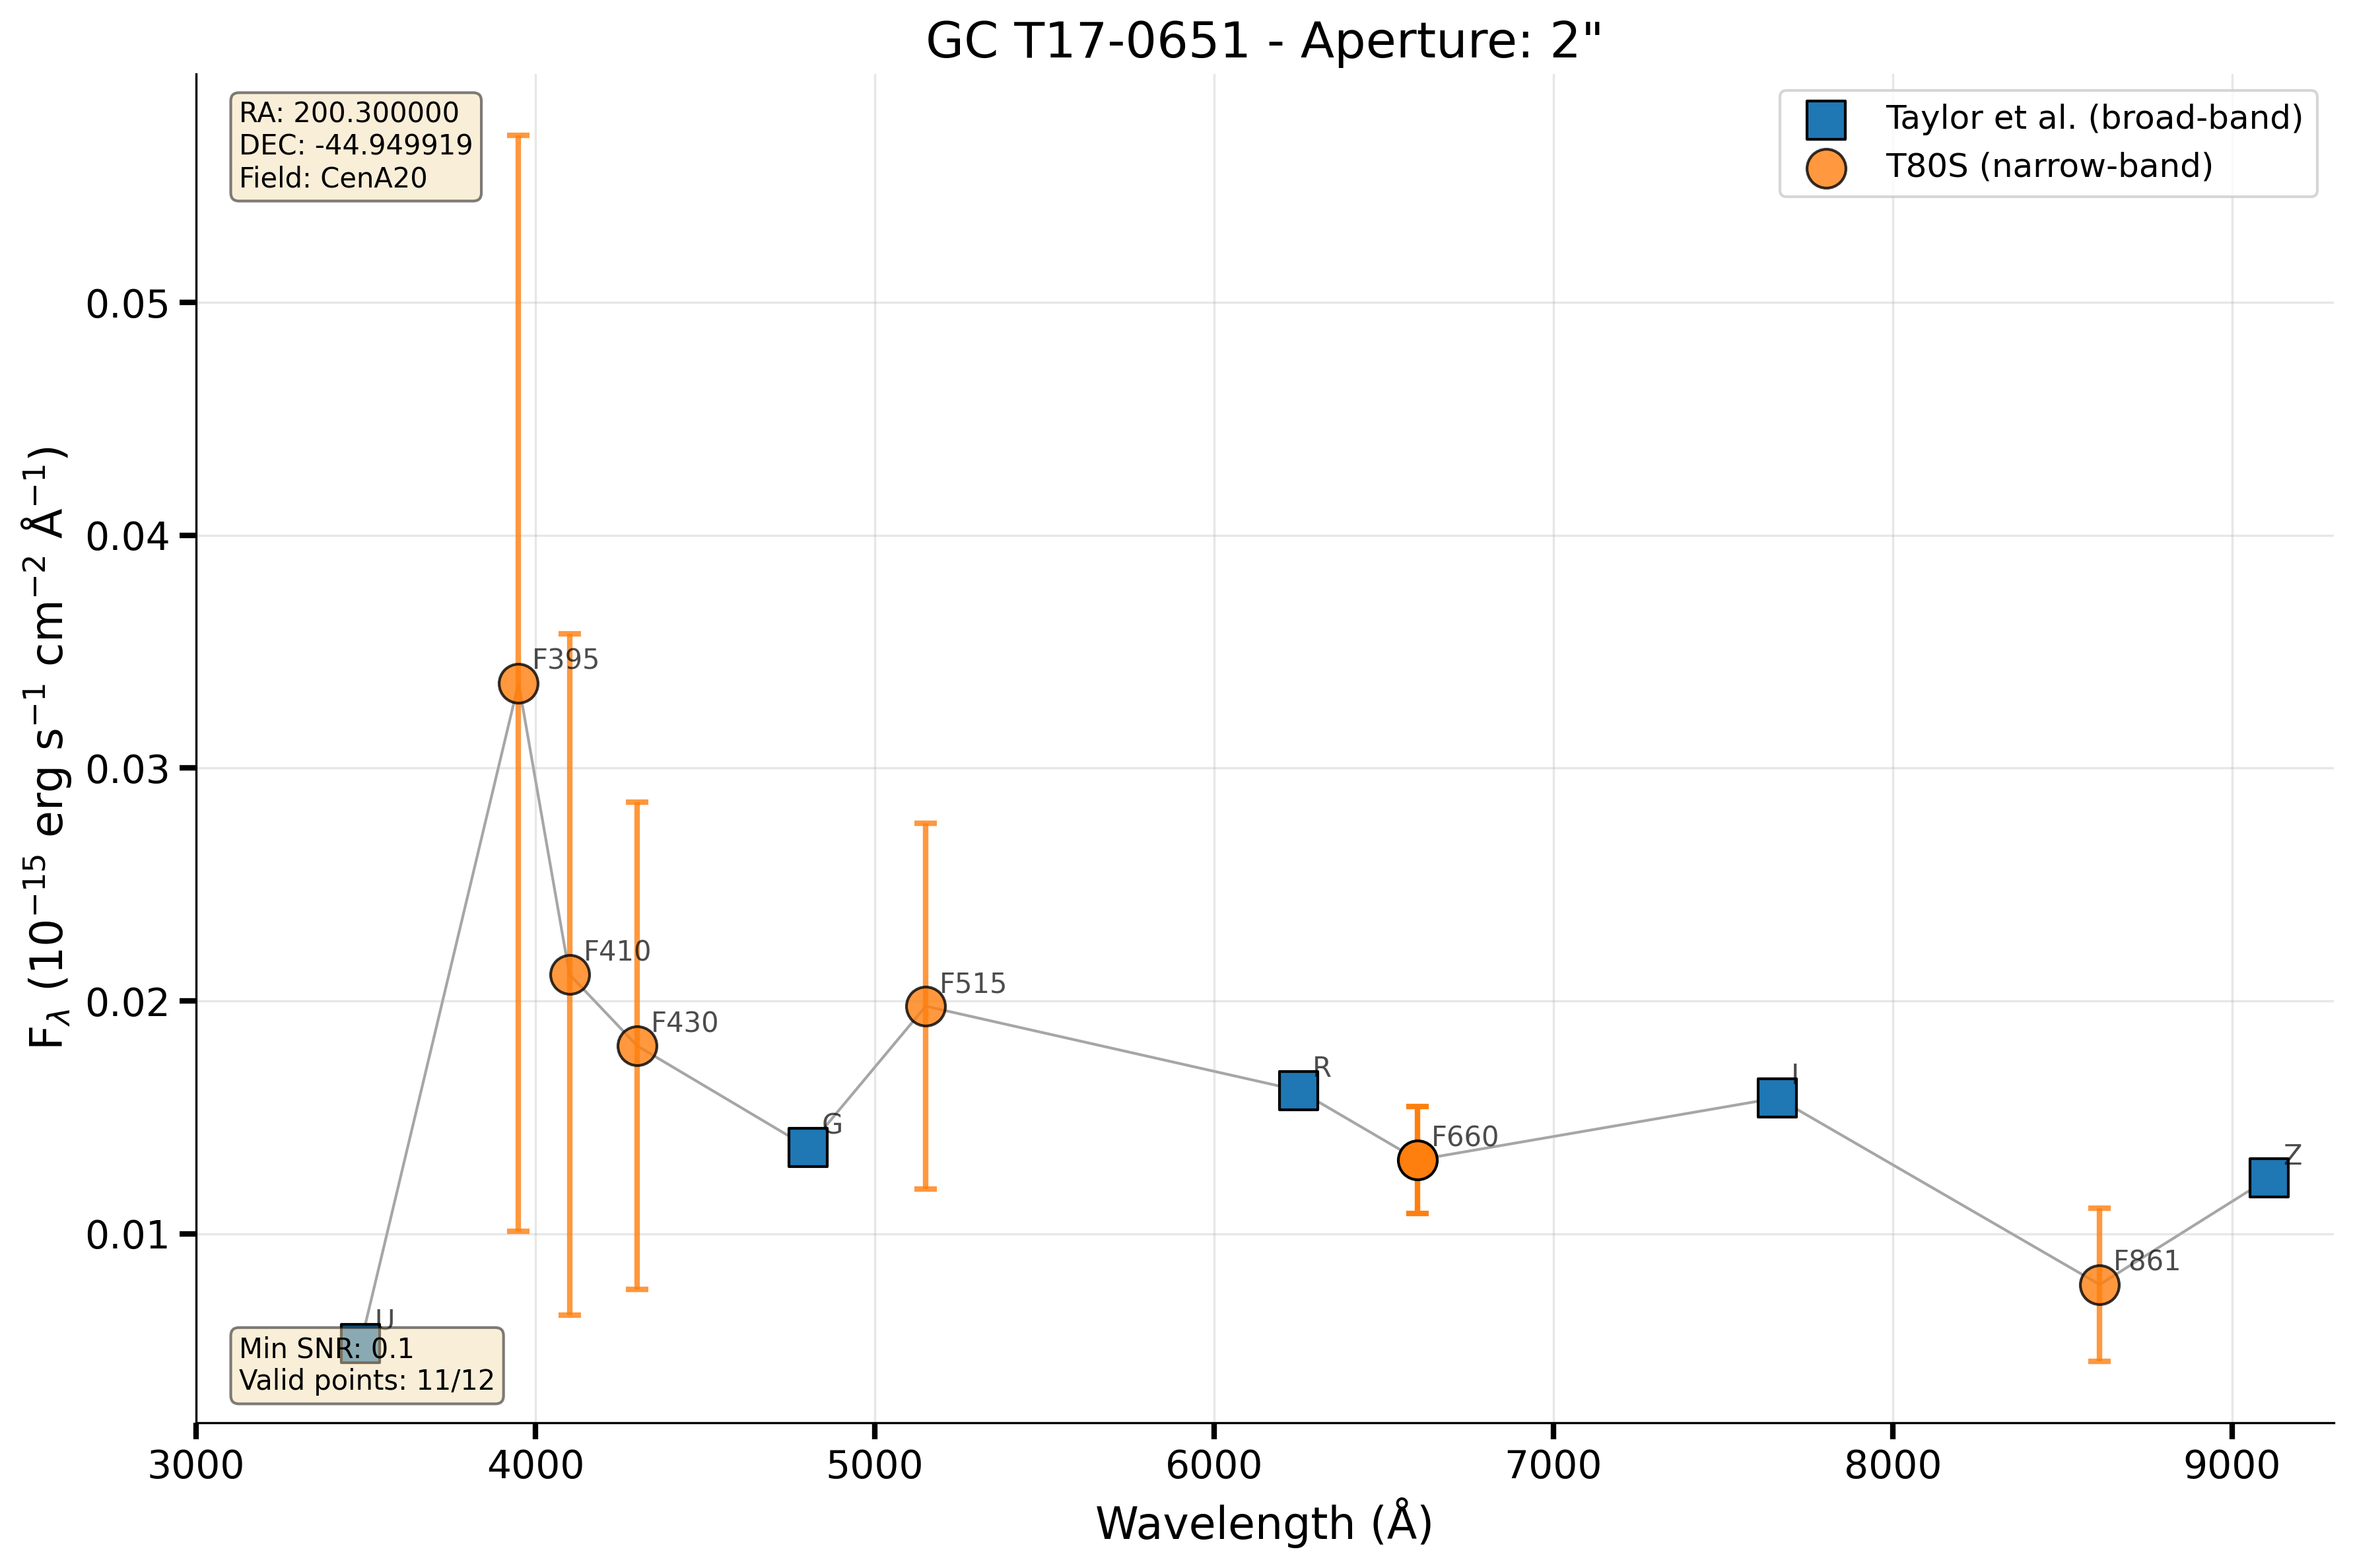 GC T17-0651 - Aperture: 2"
RA: 200.300000
DEC: -44.949919
Field: CenA20
Taylor et al. (broad-band)
T80S (narrow-band)
F_λ (10⁻¹⁵ erg s⁻¹ cm⁻² Å⁻¹)
0.05
0.04
0.03
0.02
0.01
F395
F410
F430
F515
G
R
F660
I
Z
F861
U
Min SNR: 0.1
Valid points: 11/12
3000 4000 5000 6000 7000 8000 9000
Wavelength (Å)